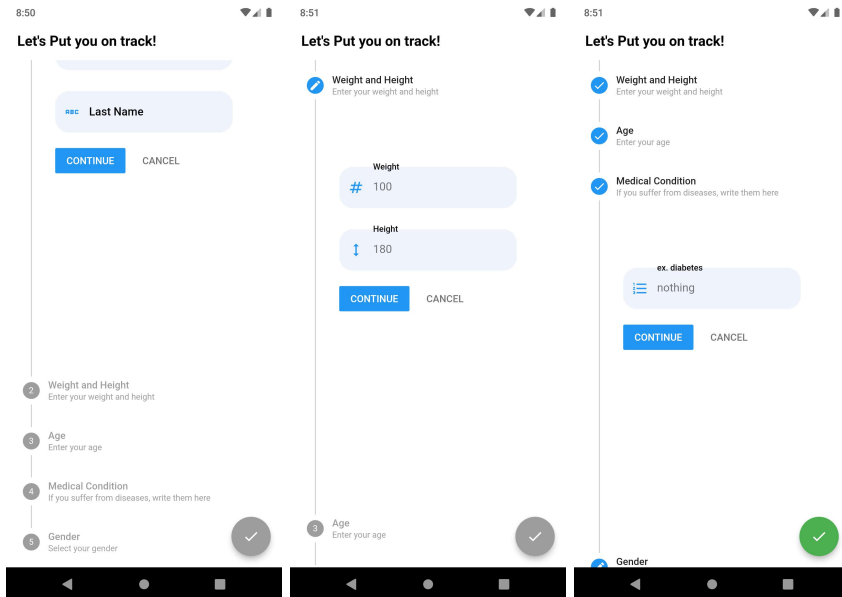 8:50
Let's Put you on track!
ABC Last Name
CONTINUE CANCEL
2 Weight and Height
Enter your weight and height
3 Age
Enter your age
4 Medical Condition
If you suffer from diseases, write them here
5 Gender
Select your gender
8:51
Let's Put you on track!
Weight and Height
Enter your weight and height
Weight
# 100
Height
180
CONTINUE CANCEL
3 Age
Enter your age
8:51
Let's Put you on track!
Weight and Height
Enter your weight and height
Age
Enter your age
Medical Condition
If you suffer from diseases, write them here
ex. diabetes
nothing
CONTINUE CANCEL
Gender